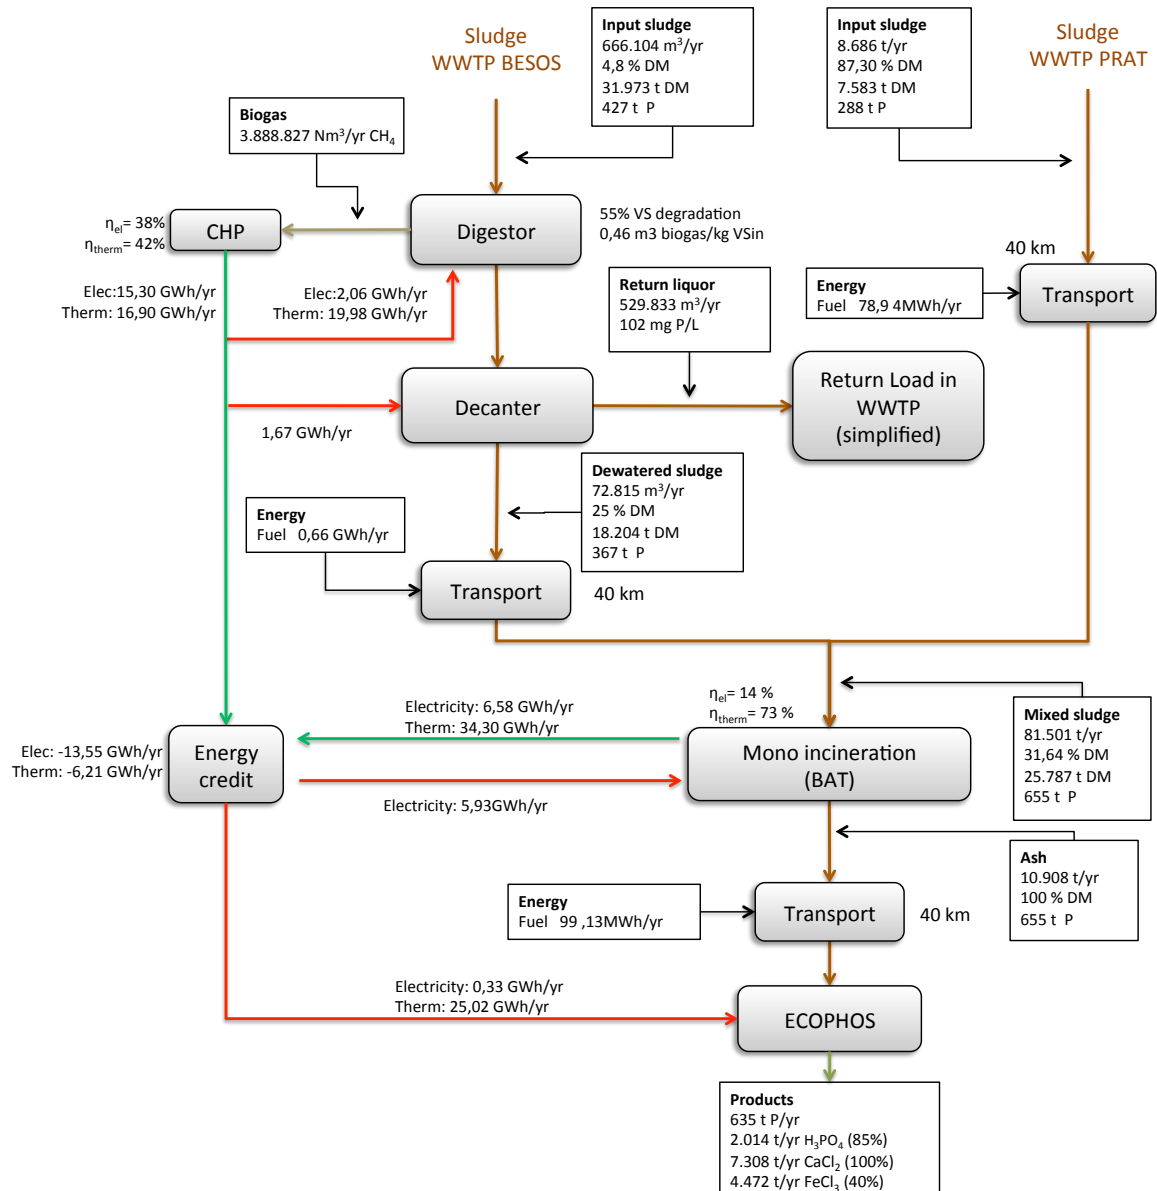 Sludge
WWTP BESOS
Input sludge
666.104 m³/yr
4,8 % DM
31.973 t DM
427 t P
Input sludge
8.686 t/yr
87,30 % DM
7.583 t DM
288 t P
Sludge
WWTP PRAT
Biogas
3.888.827 Nm³/yr CH₄
ηel= 38%
ηtherm= 42%
CHP
Digestor
55% VS degradation
0,46 m3 biogas/kg VSin
40 km
Elec:15,30 GWh/yr
Therm: 16,90 GWh/yr
Elec:2,06 GWh/yr
Therm: 19,98 GWh/yr
Return liquor
529.833 m³/yr
102 mg P/L
Energy
Fuel 78,9 4MWh/yr
Transport
Decanter
Return Load in
WWTP
(simplified)
1,67 GWh/yr
Dewatered sludge
72.815 m³/yr
25 % DM
18.204 t DM
367 t P
Energy
Fuel 0,66 GWh/yr
Transport
40 km
ηel= 14 %
ηtherm= 73 %
Electricity: 6,58 GWh/yr
Therm: 34,30 GWh/yr
Mixed sludge
81.501 t/yr
31,64 % DM
25.787 t DM
655 t P
Elec: -13,55 GWh/yr
Therm: -6,21 GWh/yr
Energy
credit
Mono incineration
(BAT)
Electricity: 5,93GWh/yr
Ash
10.908 t/yr
100 % DM
655 t P
Energy
Fuel 99 ,13MWh/yr
Transport
40 km
Electricity: 0,33 GWh/yr
Therm: 25,02 GWh/yr
ECOPHOS
Products
635 t P/yr
2.014 t/yr H₃PO₄ (85%)
7.308 t/yr CaCl₂ (100%)
4.472 t/yr FeCl₃ (40%)